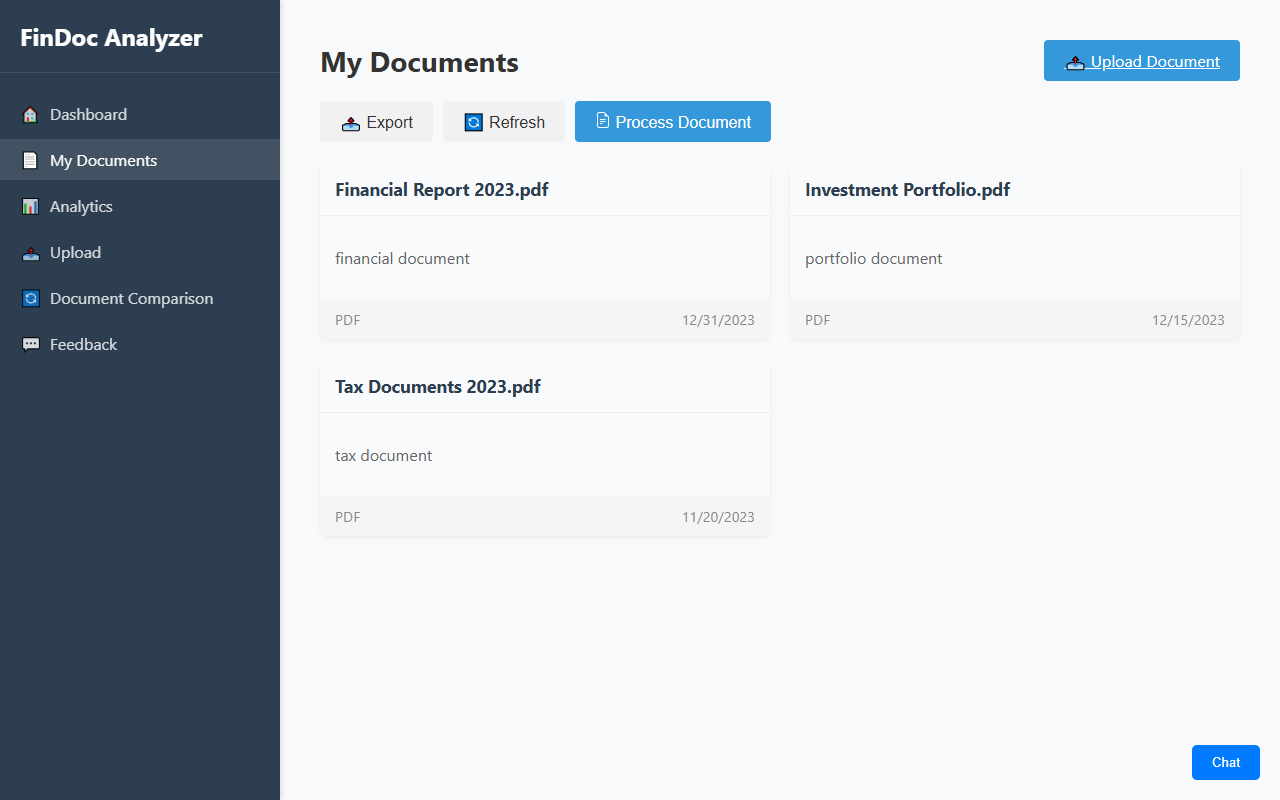 FinDoc Analyzer
Dashboard
My Documents
Analytics
Upload
Document Comparison
Feedback
My Documents
Upload Document
Export
Refresh
Process Document
Financial Report 2023.pdf
financial document
PDF
12/31/2023
Investment Portfolio.pdf
portfolio document
PDF
12/15/2023
Tax Documents 2023.pdf
tax document
PDF
11/20/2023
Chat